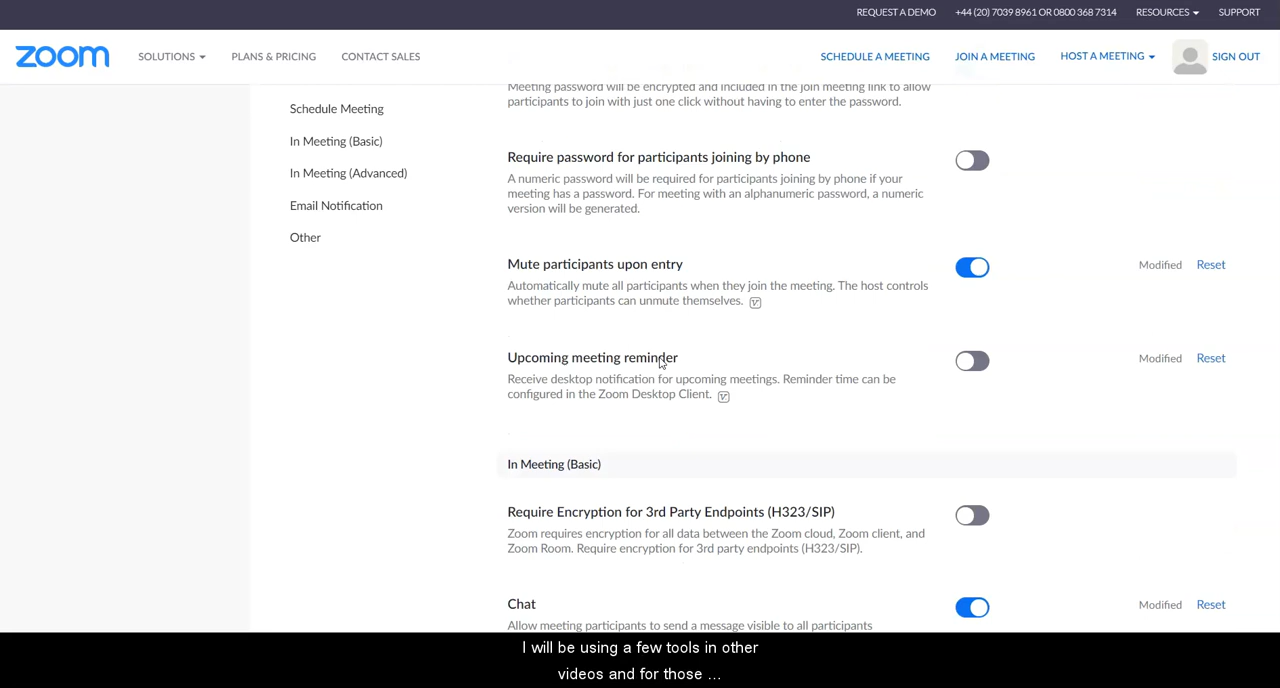 REQUEST A DEMO +44 (20) 7039 8961 OR 0800 368 7314 RESOURCES SUPPORT
zoom SOLUTIONS PLANS & PRICING CONTACT SALES SCHEDULE A MEETING JOIN A MEETING HOST A MEETING SIGN OUT
Schedule Meeting
In Meeting (Basic)
In Meeting (Advanced)
Email Notification
Other
Meeting password will be encrypted and included in the join meeting link to allow
participants to join with just one click without having to enter the password.
Require password for participants joining by phone
A numeric password will be required for participants joining by phone if your
meeting has a password. For meeting with an alphanumeric password, a numeric
version will be generated.
Mute participants upon entry Modified Reset
Automatically mute all participants when they join the meeting. The host controls
whether participants can unmute themselves.
Upcoming meeting reminder Modified Reset
Receive desktop notification for upcoming meetings. Reminder time can be
configured in the Zoom Desktop Client.
In Meeting (Basic)
Require Encryption for 3rd Party Endpoints (H323/SIP)
Zoom requires encryption for all data between the Zoom cloud, Zoom client, and
Zoom Room. Require encryption for 3rd party endpoints (H323/SIP).
Chat Modified Reset
Allow meeting participants to send a message visible to all participants
I will be using a few tools in other
videos and for those ...